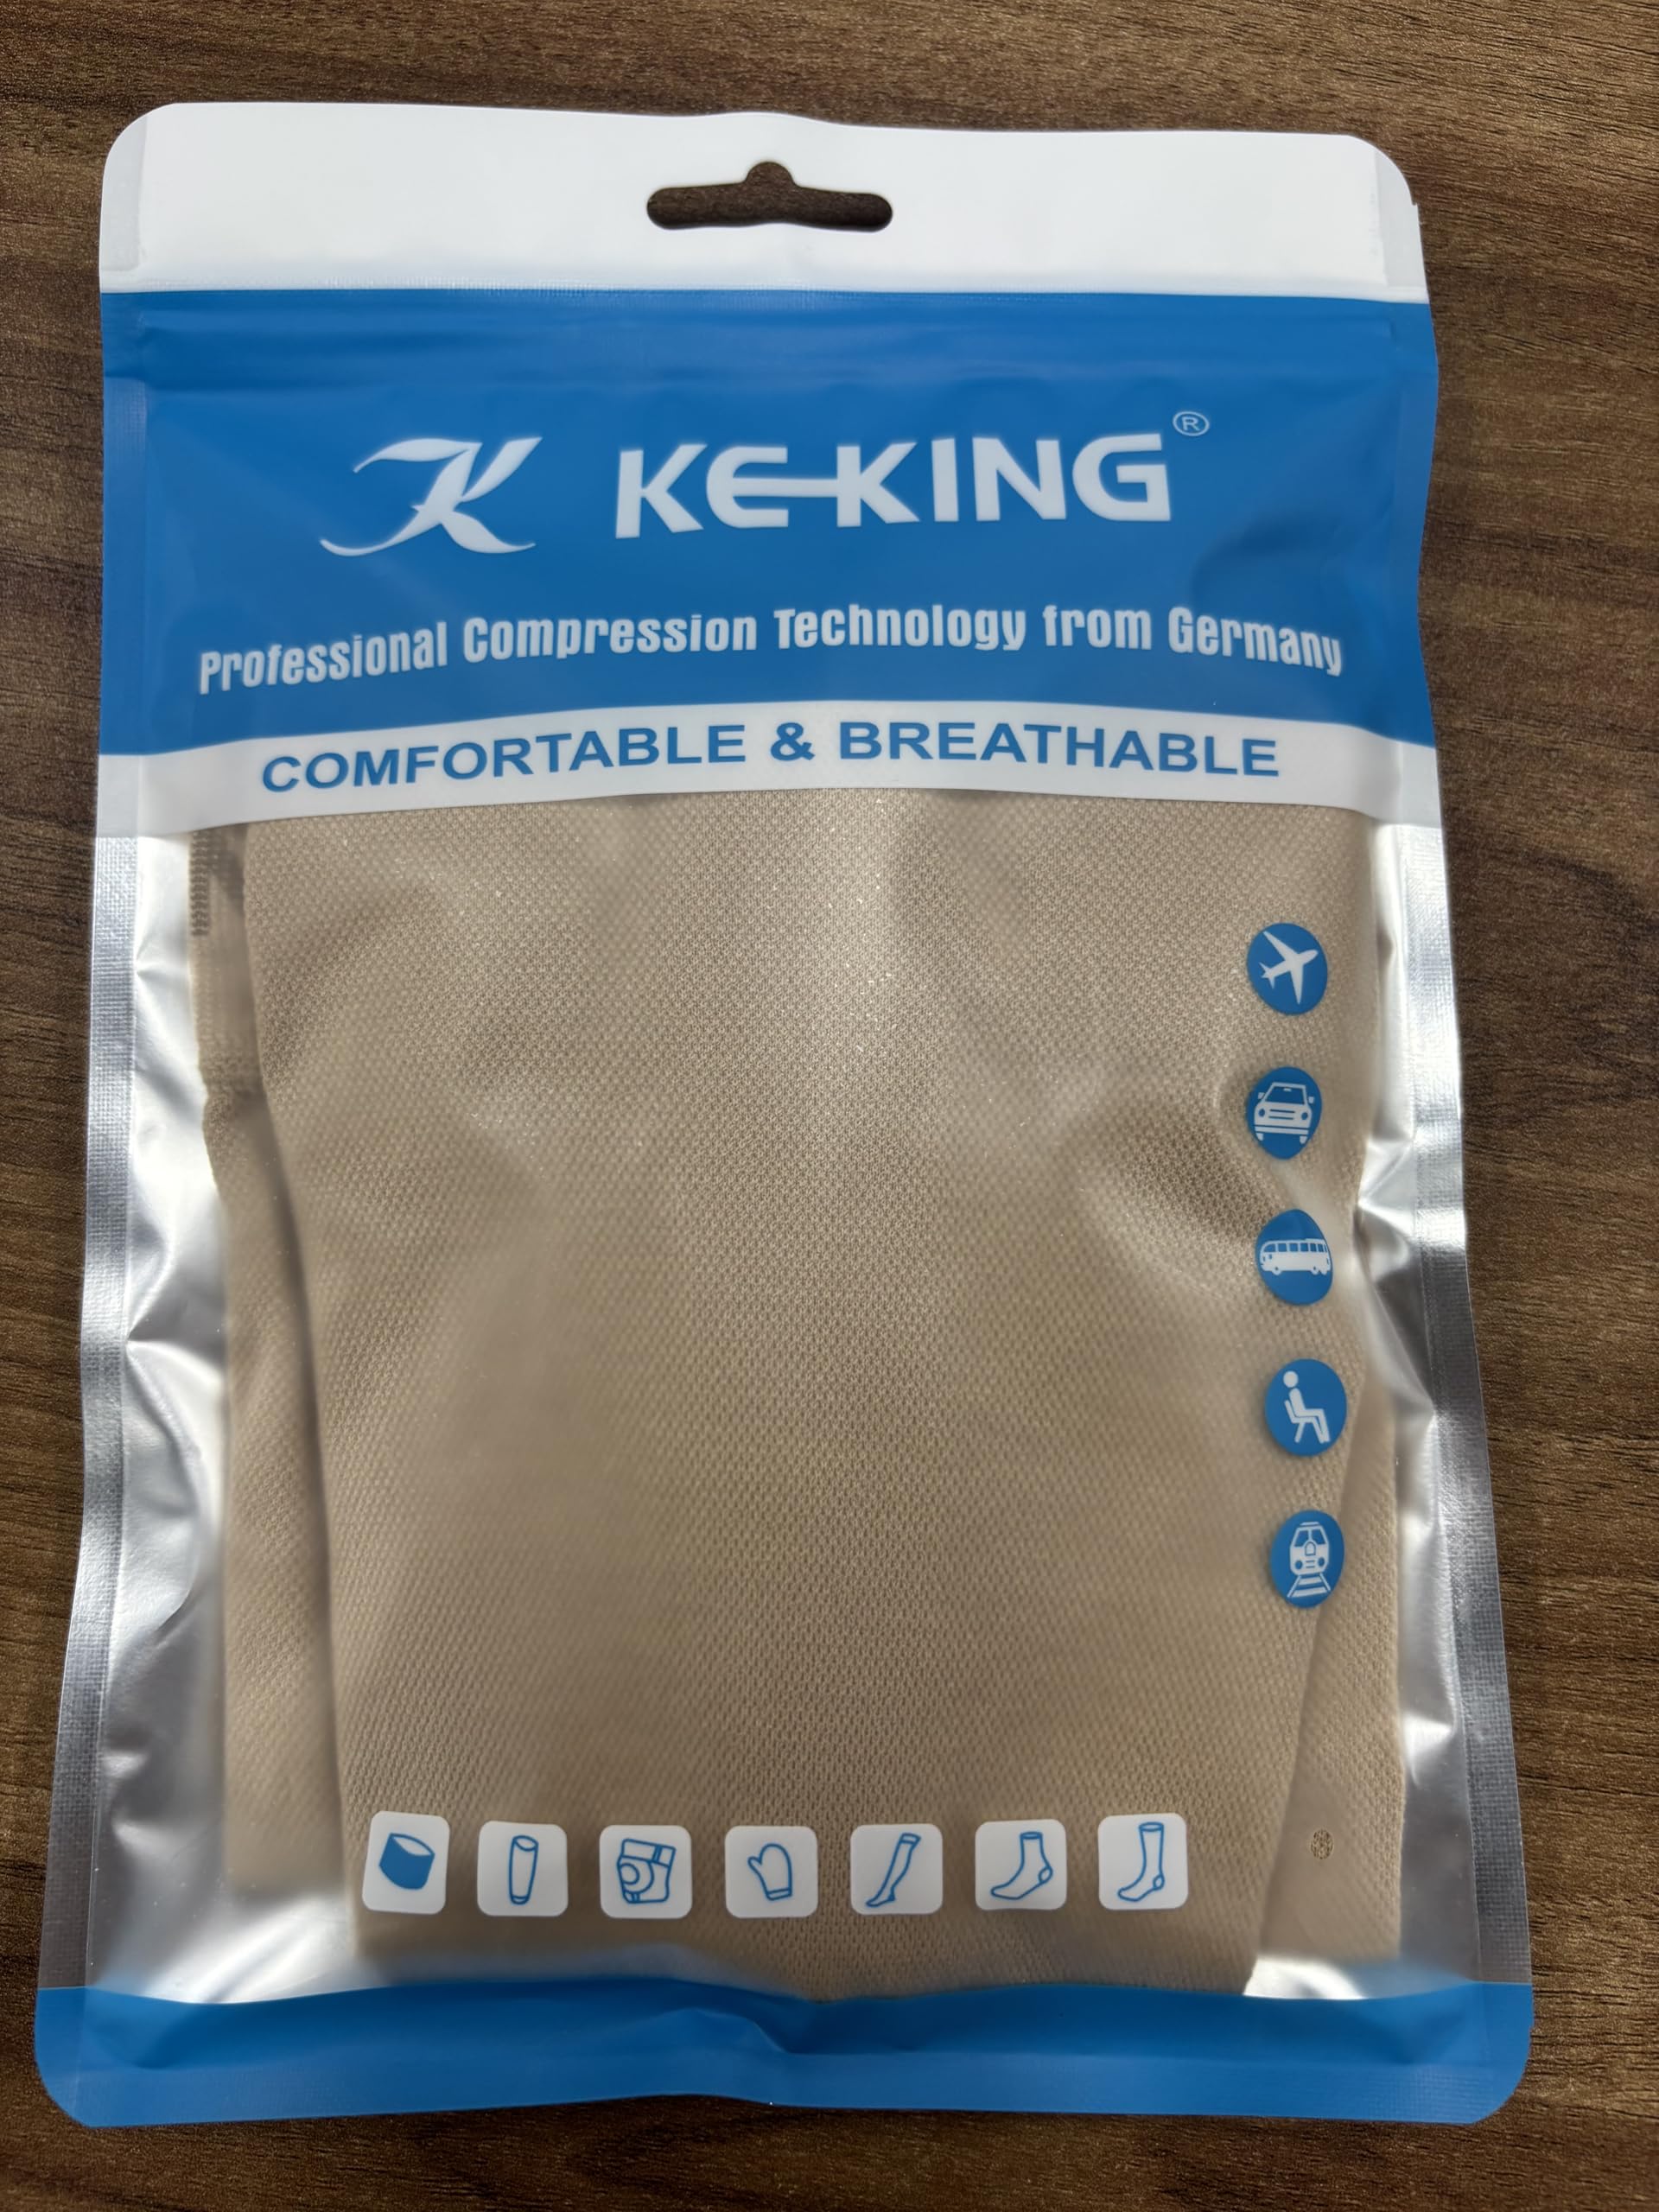 K KE-KING®
Professional Compression Technology from Germany
COMFORTABLE & BREATHABLE